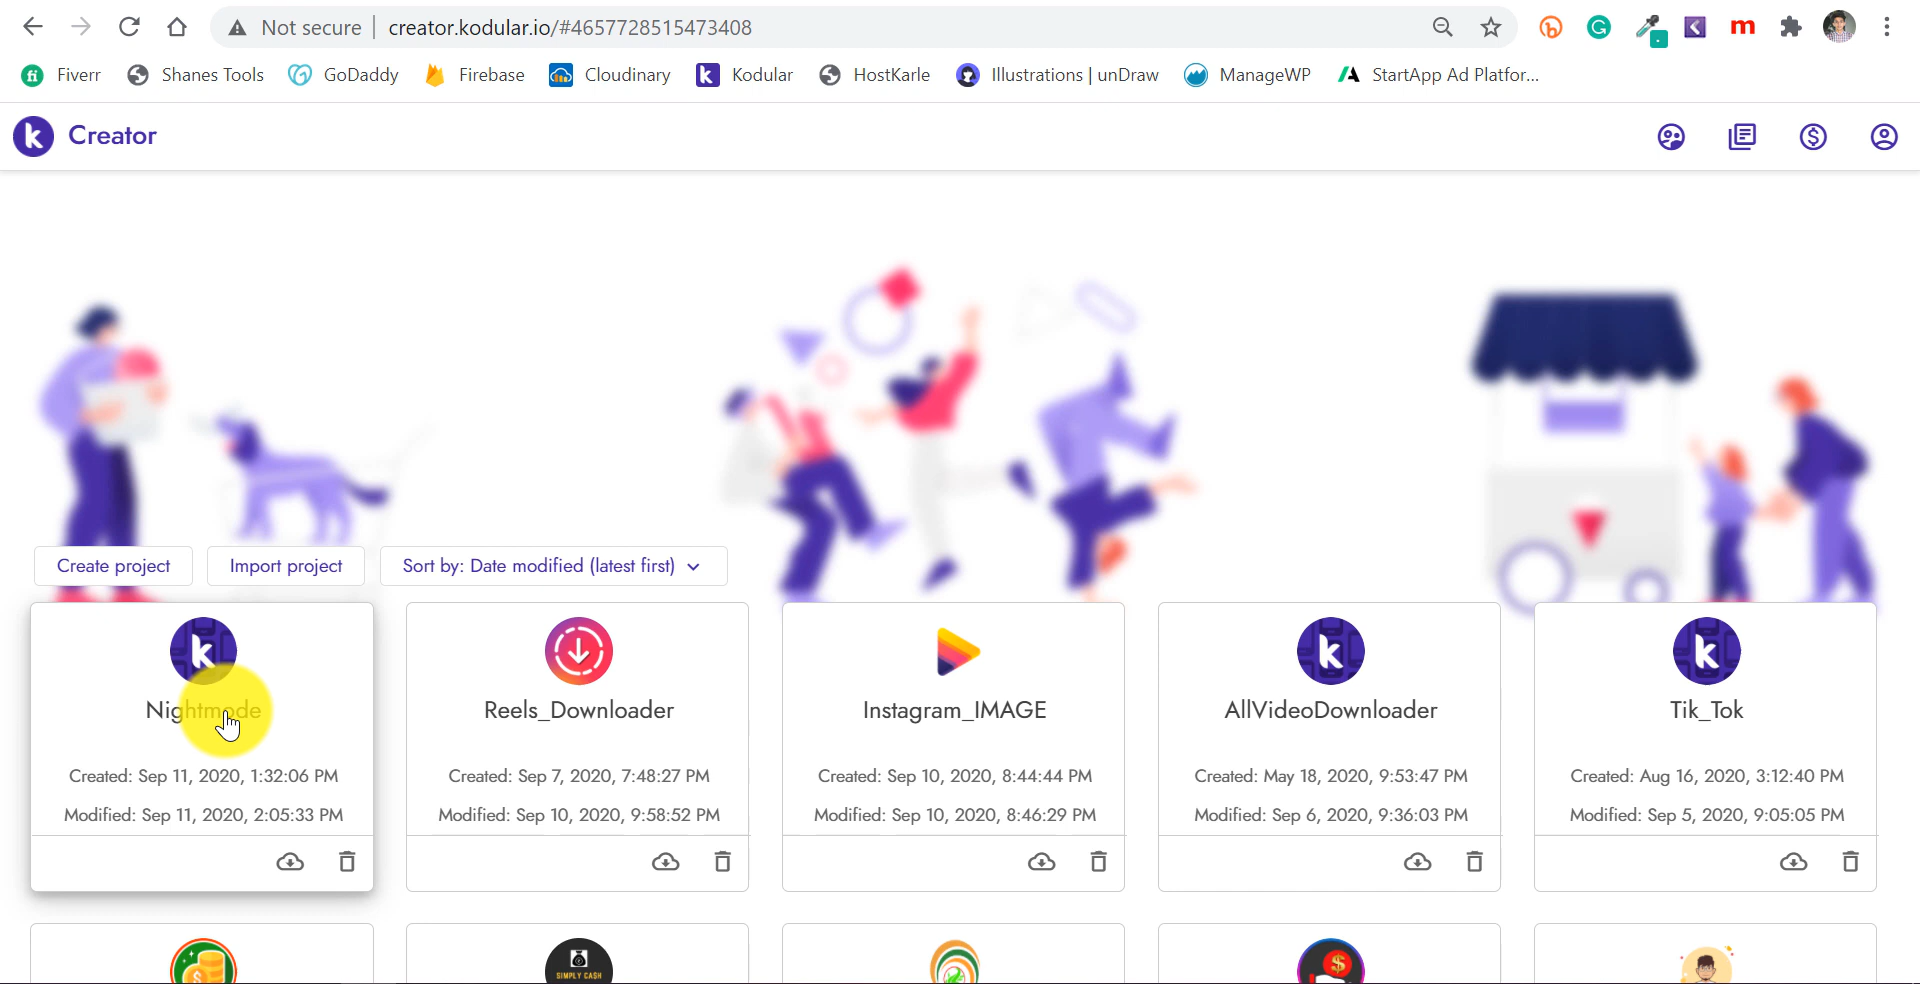 Not secure | creator.kodular.io/#4657728515473408
Fiverr Shanes Tools GoDaddy Firebase Cloudinary Kodular HostKarle Illustrations | unDraw ManageWP StartApp Ad Platfor...
Creator
Create project Import project Sort by: Date modified (latest first)
Nightmode Reels_Downloader Instagram_IMAGE AllVideoDownloader Tik_Tok
Created: Sep 11, 2020, 1:32:06 PM Created: Sep 7, 2020, 7:48:27 PM Created: Sep 10, 2020, 8:44:44 PM Created: May 18, 2020, 9:53:47 PM Created: Aug 16, 2020, 3:12:40 PM
Modified: Sep 11, 2020, 2:05:33 PM Modified: Sep 10, 2020, 9:58:52 PM Modified: Sep 10, 2020, 8:46:29 PM Modified: Sep 6, 2020, 9:36:03 PM Modified: Sep 5, 2020, 9:05:05 PM
SIMPLY CASH